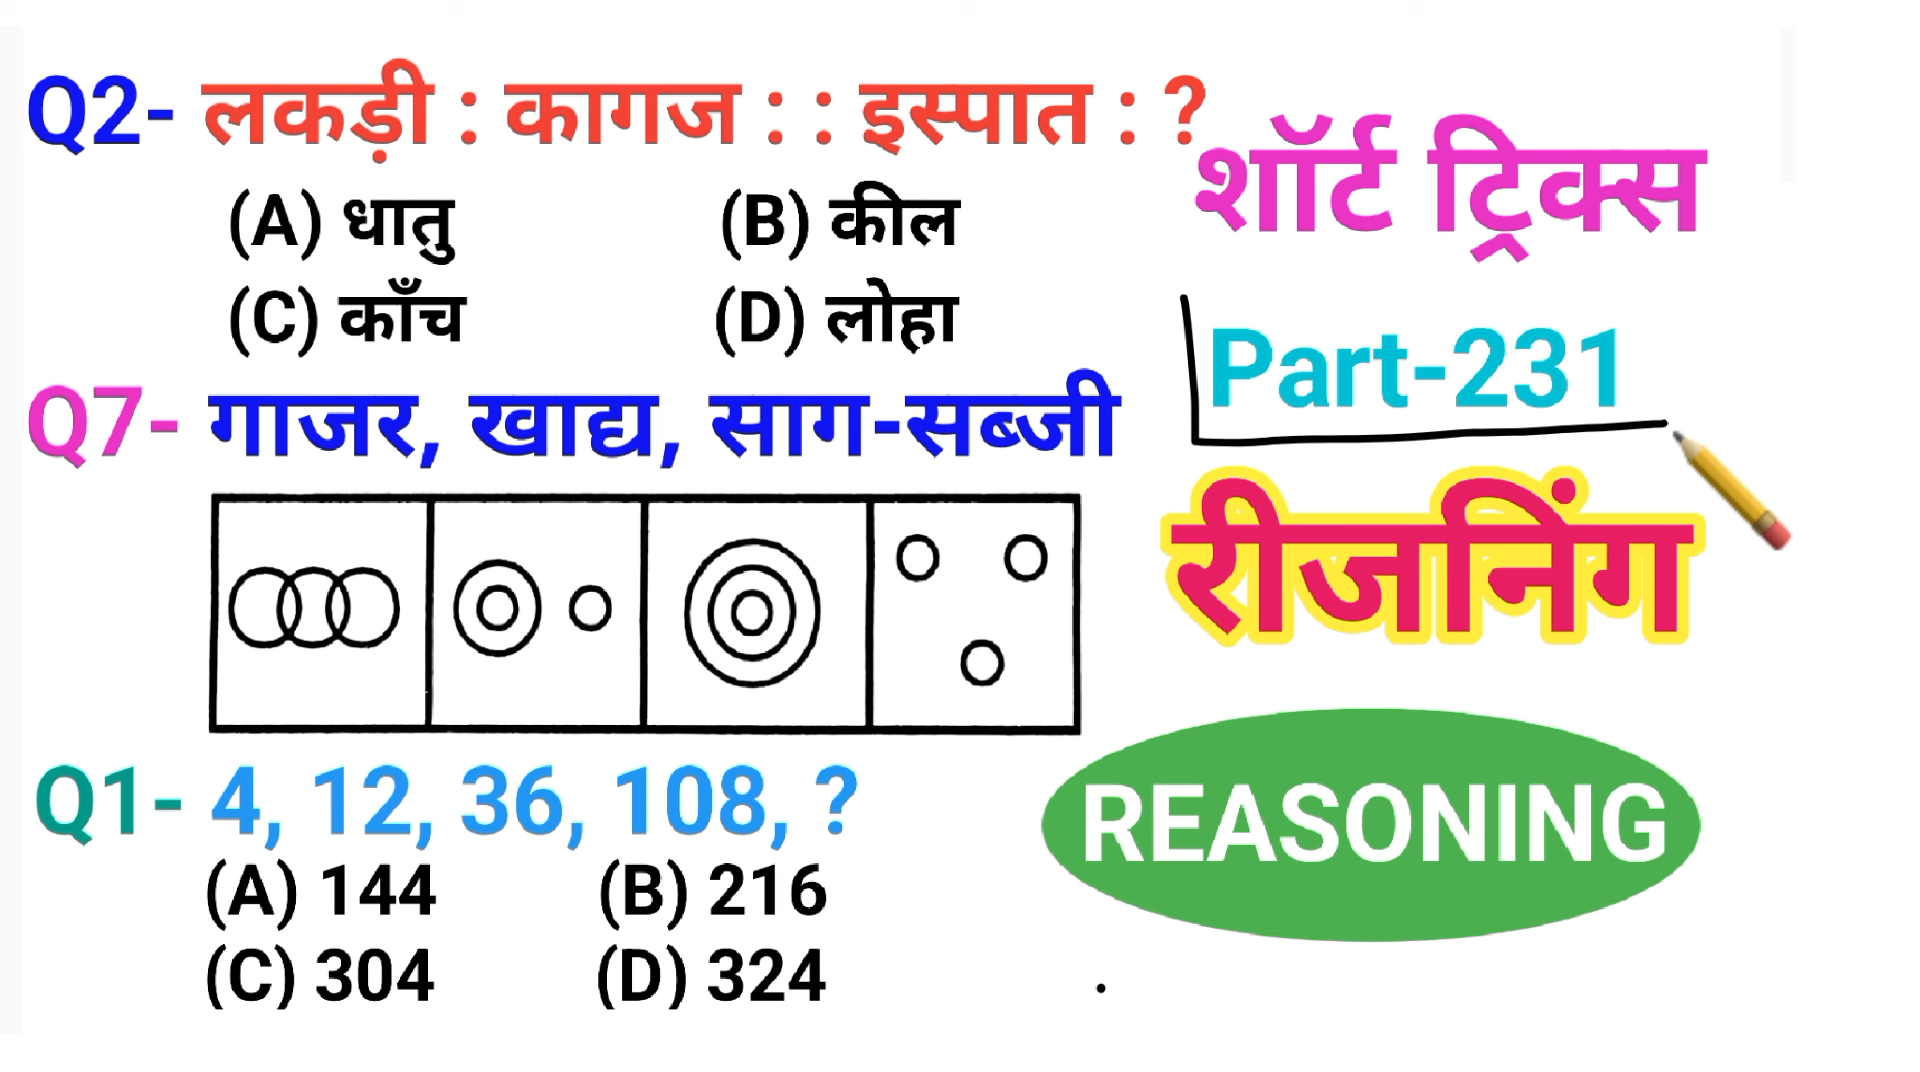 Q2- लकड़ी : कागज : : इस्पात : ?
(A) धातु (B) कील
(C) काँच (D) लोहा
Q7- गाजर, खाद्य, साग-सब्जी
Q1- 4, 12, 36, 108, ?
(A) 144 (B) 216
(C) 304 (D) 324
शॉर्ट ट्रिक्स
Part-231
रीजनिंग
REASONING